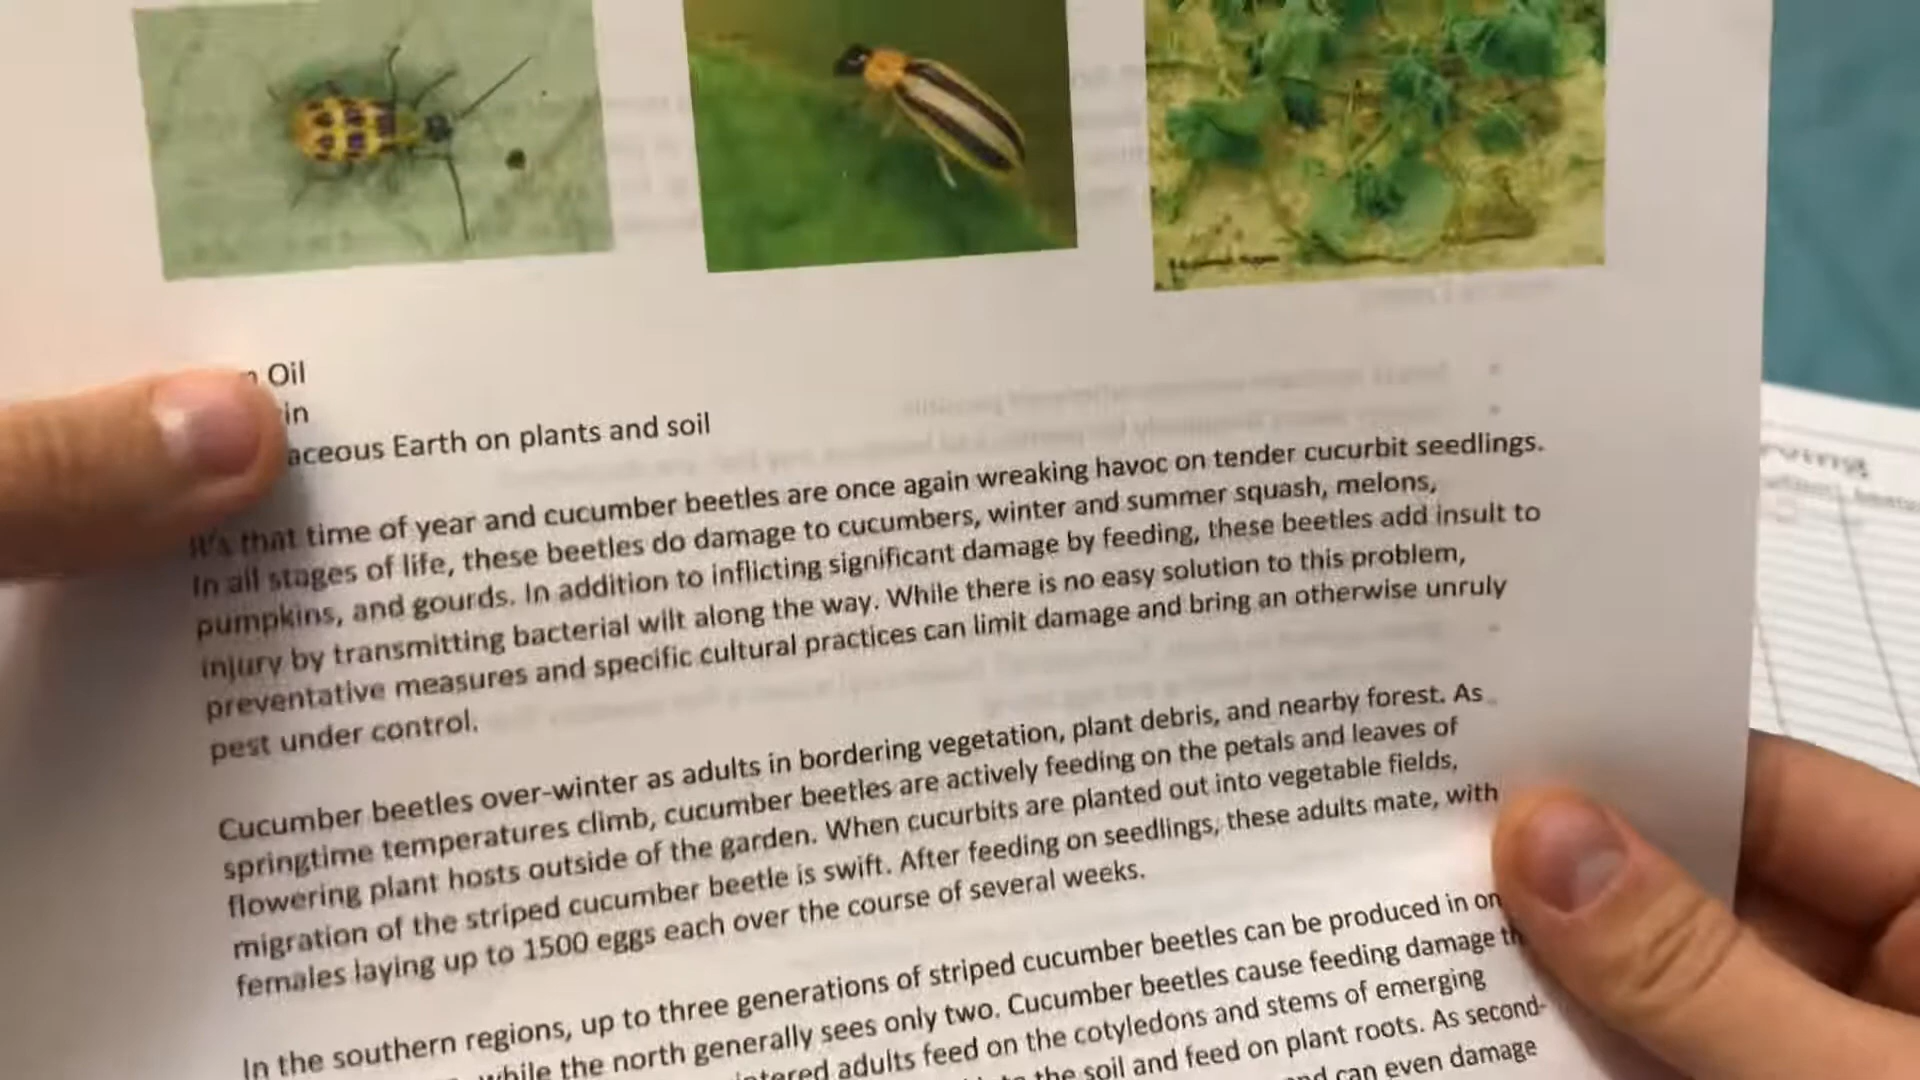 Oil
aceous Earth on plants and soil
It's that time of year and cucumber beetles are once again wreaking havoc on tender cucurbit seedlings.
In all stages of life, these beetles do damage to cucumbers, winter and summer squash, melons,
pumpkins, and gourds. In addition to inflicting significant damage by feeding, these beetles add insult to
injury by transmitting bacterial wilt along the way. While there is no easy solution to this problem,
preventative measures and specific cultural practices can limit damage and bring an otherwise unruly
pest under control.
Cucumber beetles over-winter as adults in bordering vegetation, plant debris, and nearby forest. As
springtime temperatures climb, cucumber beetles are actively feeding on the petals and leaves of
flowering plant hosts outside of the garden. When cucurbits are planted out into vegetable fields,
migration of the striped cucumber beetle is swift. After feeding on seedlings, these adults mate, with
females laying up to 1500 eggs each over the course of several weeks.
In the southern regions, up to three generations of striped cucumber beetles can be produced in on
while the north generally sees only two. Cucumber beetles cause feeding damage th
ntered adults feed on the cotyledons and stems of emerging
the soil and feed on plant roots. As second-
can even damage